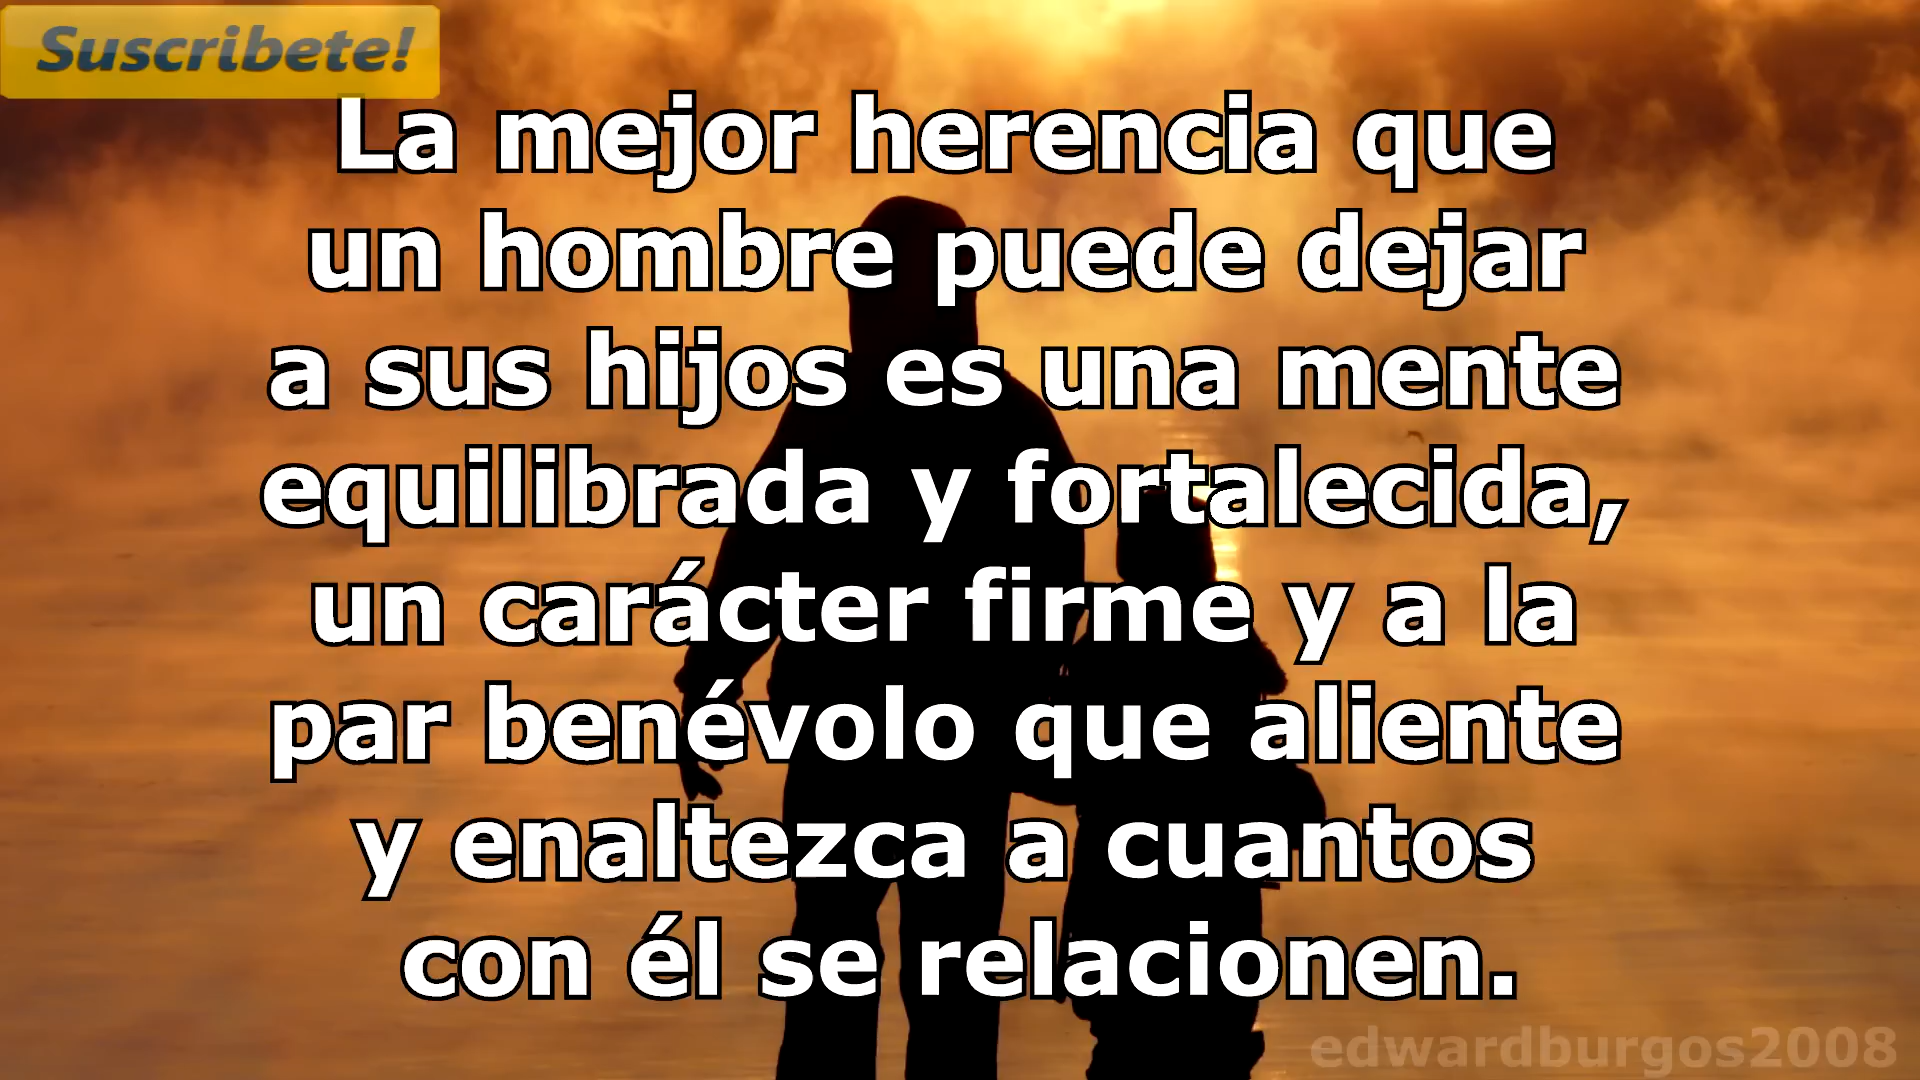 Suscribete!
La mejor herencia que
un hombre puede dejar
a sus hijos es una mente
equilibrada y fortalecida,
un carácter firme y a la
par benévolo que aliente
y enaltezca a cuantos
con él se relacionen.
edwardburgos2008